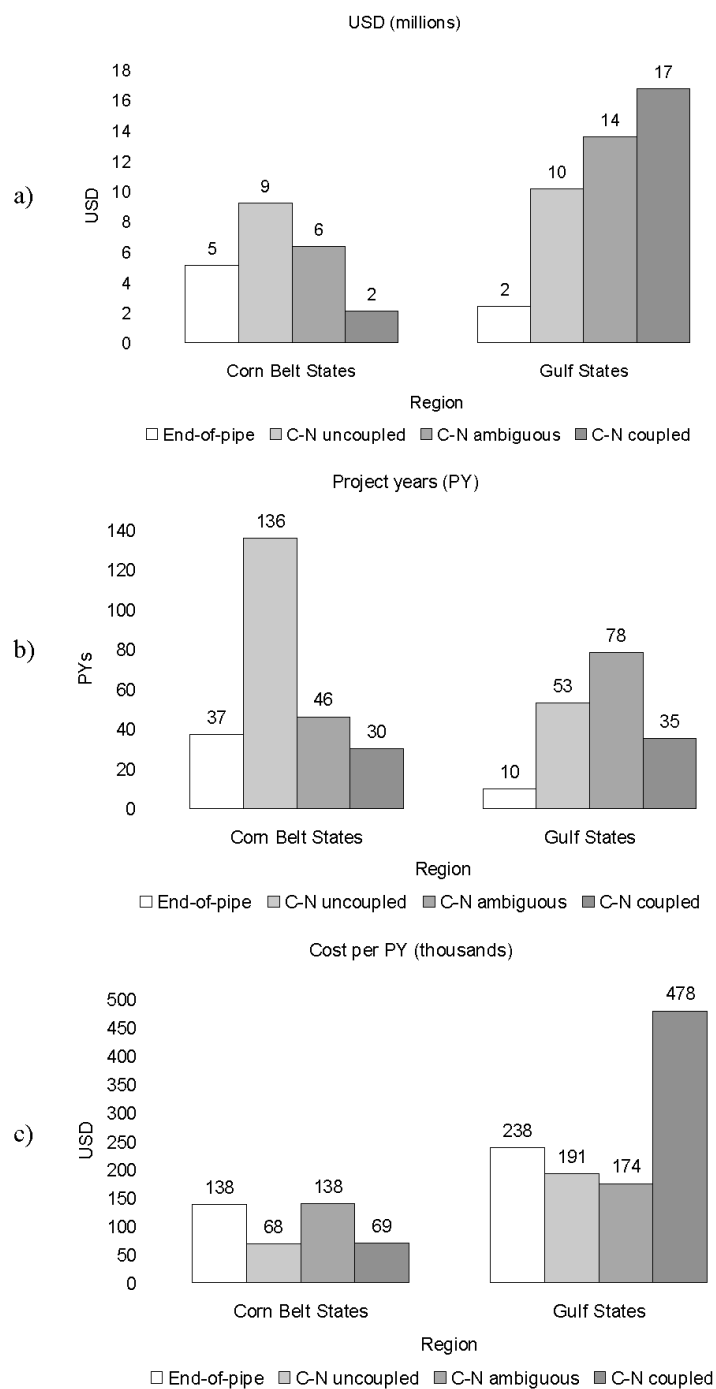 USD (millions)
a)
USD
18
16
14
12
10
8
6
4
2
0
5
9
6
2
2
10
14
17
Corn Belt States
Gulf States
Region
End-of-pipe C-N uncoupled C-N ambiguous C-N coupled
Project years (PY)
b)
PYs
140
120
100
80
60
40
20
0
37
136
46
30
10
53
78
35
Corn Belt States
Gulf States
Region
End-of-pipe C-N uncoupled C-N ambiguous C-N coupled
Cost per PY (thousands)
c)
USD
500
450
400
350
300
250
200
150
100
50
0
138
68
138
69
238
191
174
478
Corn Belt States
Gulf States
Region
End-of-pipe C-N uncoupled C-N ambiguous C-N coupled